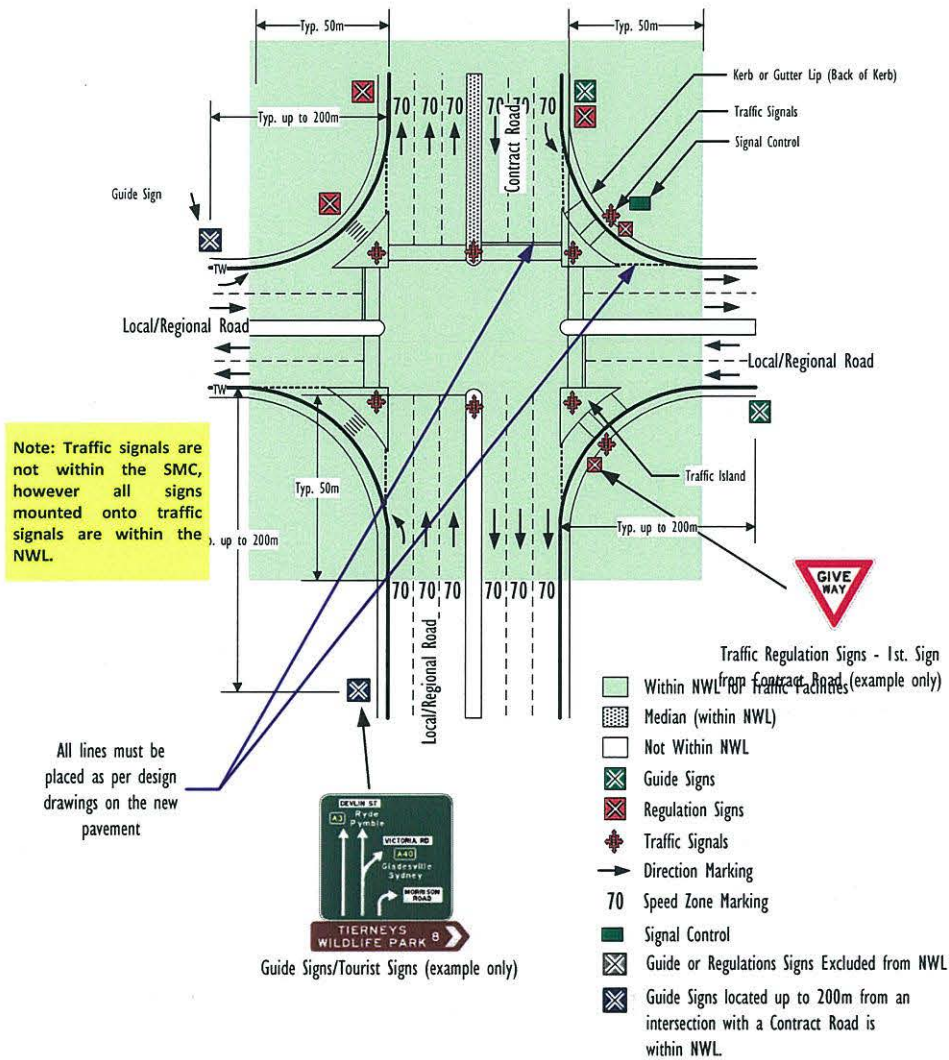 Typ. 50m
Typ. 50m
Typ. up to 200m
70 70 70 70 70 70
Contract Road
Kerb or Gutter Lip (Back of Kerb)
Traffic Signals
Signal Control
Guide Sign
TW
Local/Regional Road
Local/Regional Road
TW
Note: Traffic signals are
not within the SMC,
however all signs
mounted onto traffic
signals are within the
NWL.
Typ. 50m
Traffic Island
p. up to 200m
Typ. up to 200m
70 70 70 70 70 70
Local/Regional Road
GIVE
WAY
Traffic Regulation Signs - 1st. Sign
from Contract Road (example only)
All lines must be
placed as per design
drawings on the new
pavement
DEVLIN ST
A3 Ryde
Pymble
VICTORIA RD
A40
Gladesville
Sydney
MORRISON
ROAD
TIERNEYS
WILDLIFE PARK 8
Guide Signs/Tourist Signs (example only)
Within NWL for Traffic Facilities
Median (within NWL)
Not Within NWL
Guide Signs
Regulation Signs
Traffic Signals
Direction Marking
70 Speed Zone Marking
Signal Control
Guide or Regulations Signs Excluded from NWL
Guide Signs located up to 200m from an
intersection with a Contract Road is
within NWL.